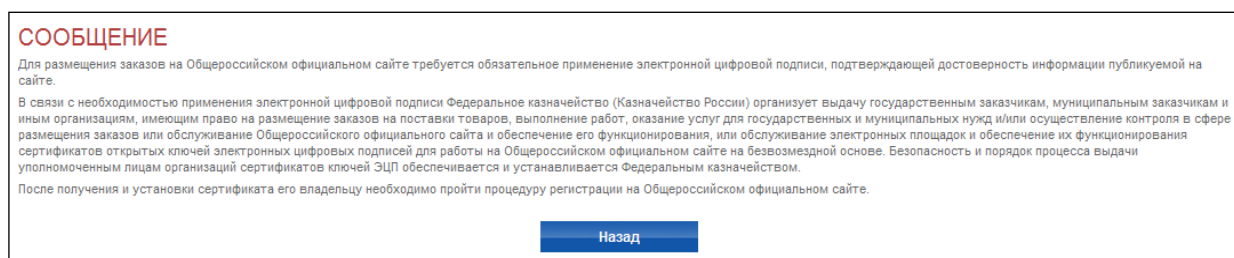 СООБЩЕНИЕ
Для размещения заказов на Общероссийском официальном сайте требуется обязательное применение электронной цифровой подписи, подтверждающей достоверность информации публикуемой на
сайте.
В связи с необходимостью применения электронной цифровой подписи Федеральное казначейство (Казначейство России) организует выдачу государственным заказчикам, муниципальным заказчикам и
иным организациям, имеющим право на размещение заказов на поставки товаров, выполнение работ, оказание услуг для государственных и муниципальных нужд и/или осуществление контроля в сфере
размещения заказов или обслуживание Общероссийского официального сайта и обеспечение его функционирования, или обслуживание электронных площадок и обеспечение их функционирования
сертификатов открытых ключей электронных цифровых подписей для работы на Общероссийском официальном сайте на безвозмездной основе. Безопасность и порядок процесса выдачи
уполномоченным лицам организаций сертификатов ключей ЭЦП обеспечивается и устанавливается Федеральным казначейством.
После получения и установки сертификата его владельцу необходимо пройти процедуру регистрации на Общероссийском официальном сайте.
Назад